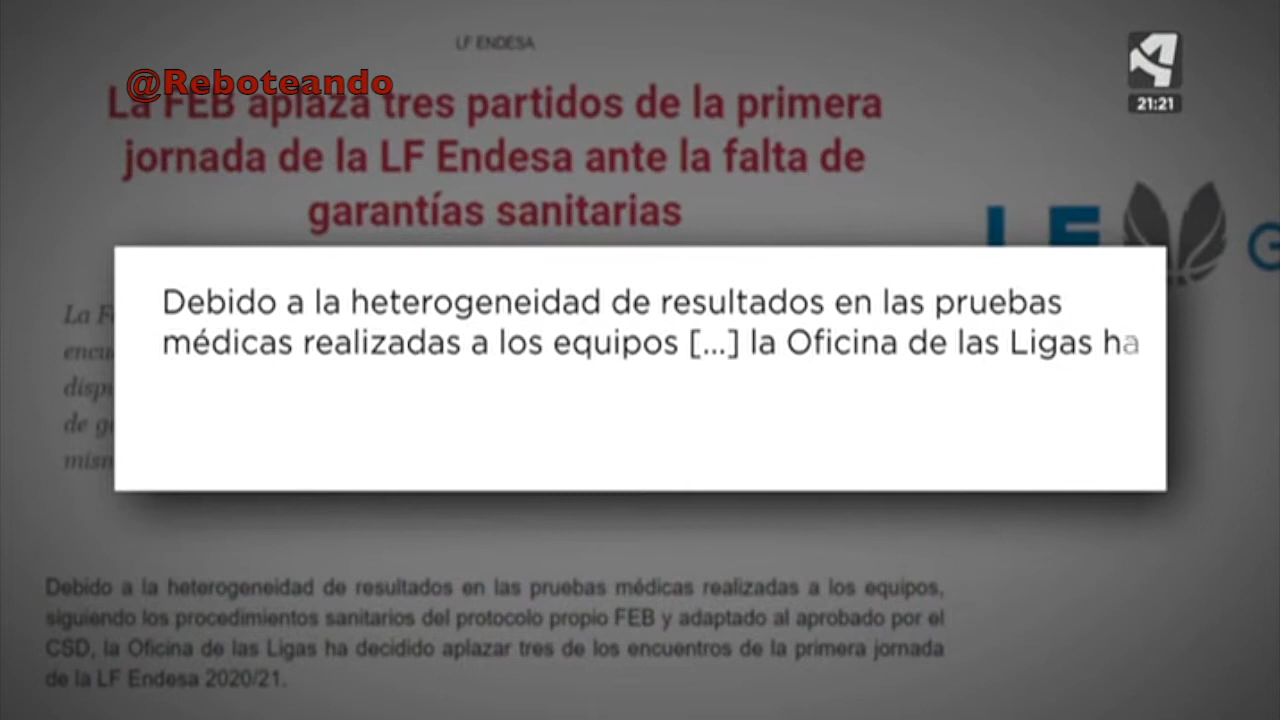 LF ENDESA
@Reboteando
La FEB aplaza tres partidos de la primera
jornada de la LF Endesa ante la falta de
garantías sanitarias
21:21
LF
Debido a la heterogeneidad de resultados en las pruebas
médicas realizadas a los equipos [...] la Oficina de las Ligas ha
La
Debido a la heterogeneidad de resultados en las pruebas médicas realizadas a los equipos,
siguiendo los procedimientos sanitarios del protocolo propio FEB y adaptado al aprobado por el
CSD, la Oficina de las Ligas ha decidido aplazar tres de los encuentros de la primera jornada
de la LF Endesa 2020/21.